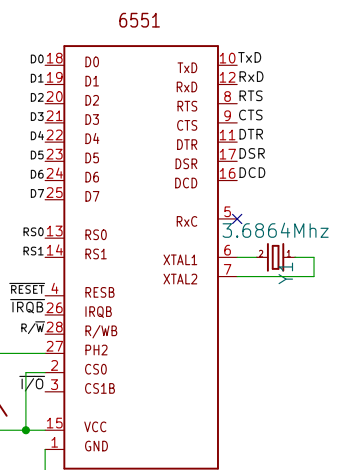 6551
D0 18 D0 TxD 10 TxD
D1 19 D1 RxD 12 RxD
D2 20 D2 RTS 8 RTS
D3 21 D3 CTS 9 CTS
D4 22 D4 DTR 11 DTR
D5 23 D5 DSR 17 DSR
D6 24 D6 DCD 16 DCD
D7 25 D7
RxC 5
RS0 13 RS0
3.6864Mhz
RS1 14 RS1
XTAL1 6 2 1
XTAL2 7 Y1
RESET 4 RESB
IRQB 26 IRQB
R/W 28 R/WB
27 PH2
2 CS0
I/O 3 CS1B
15 VCC
1 GND